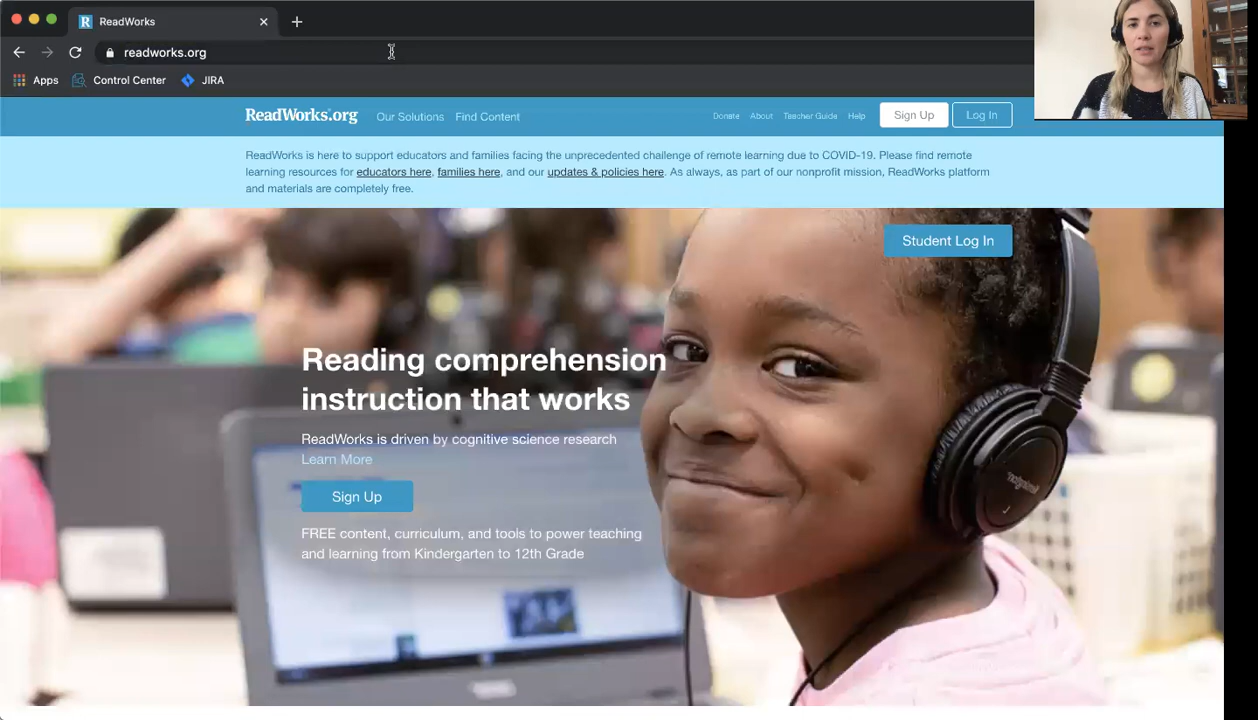 ReadWorks
readworks.org
Apps Control Center JIRA
ReadWorks.org Our Solutions Find Content Donate About Teacher Guide Help Sign Up Log In
ReadWorks is here to support educators and families facing the unprecedented challenge of remote learning due to COVID-19. Please find remote
learning resources for educators here, families here, and our updates & policies here. As always, as part of our nonprofit mission, ReadWorks platform
and materials are completely free.
Student Log In
Reading comprehension
instruction that works
ReadWorks is driven by cognitive science research
Learn More
Sign Up
FREE content, curriculum, and tools to power teaching
and learning from Kindergarten to 12th Grade